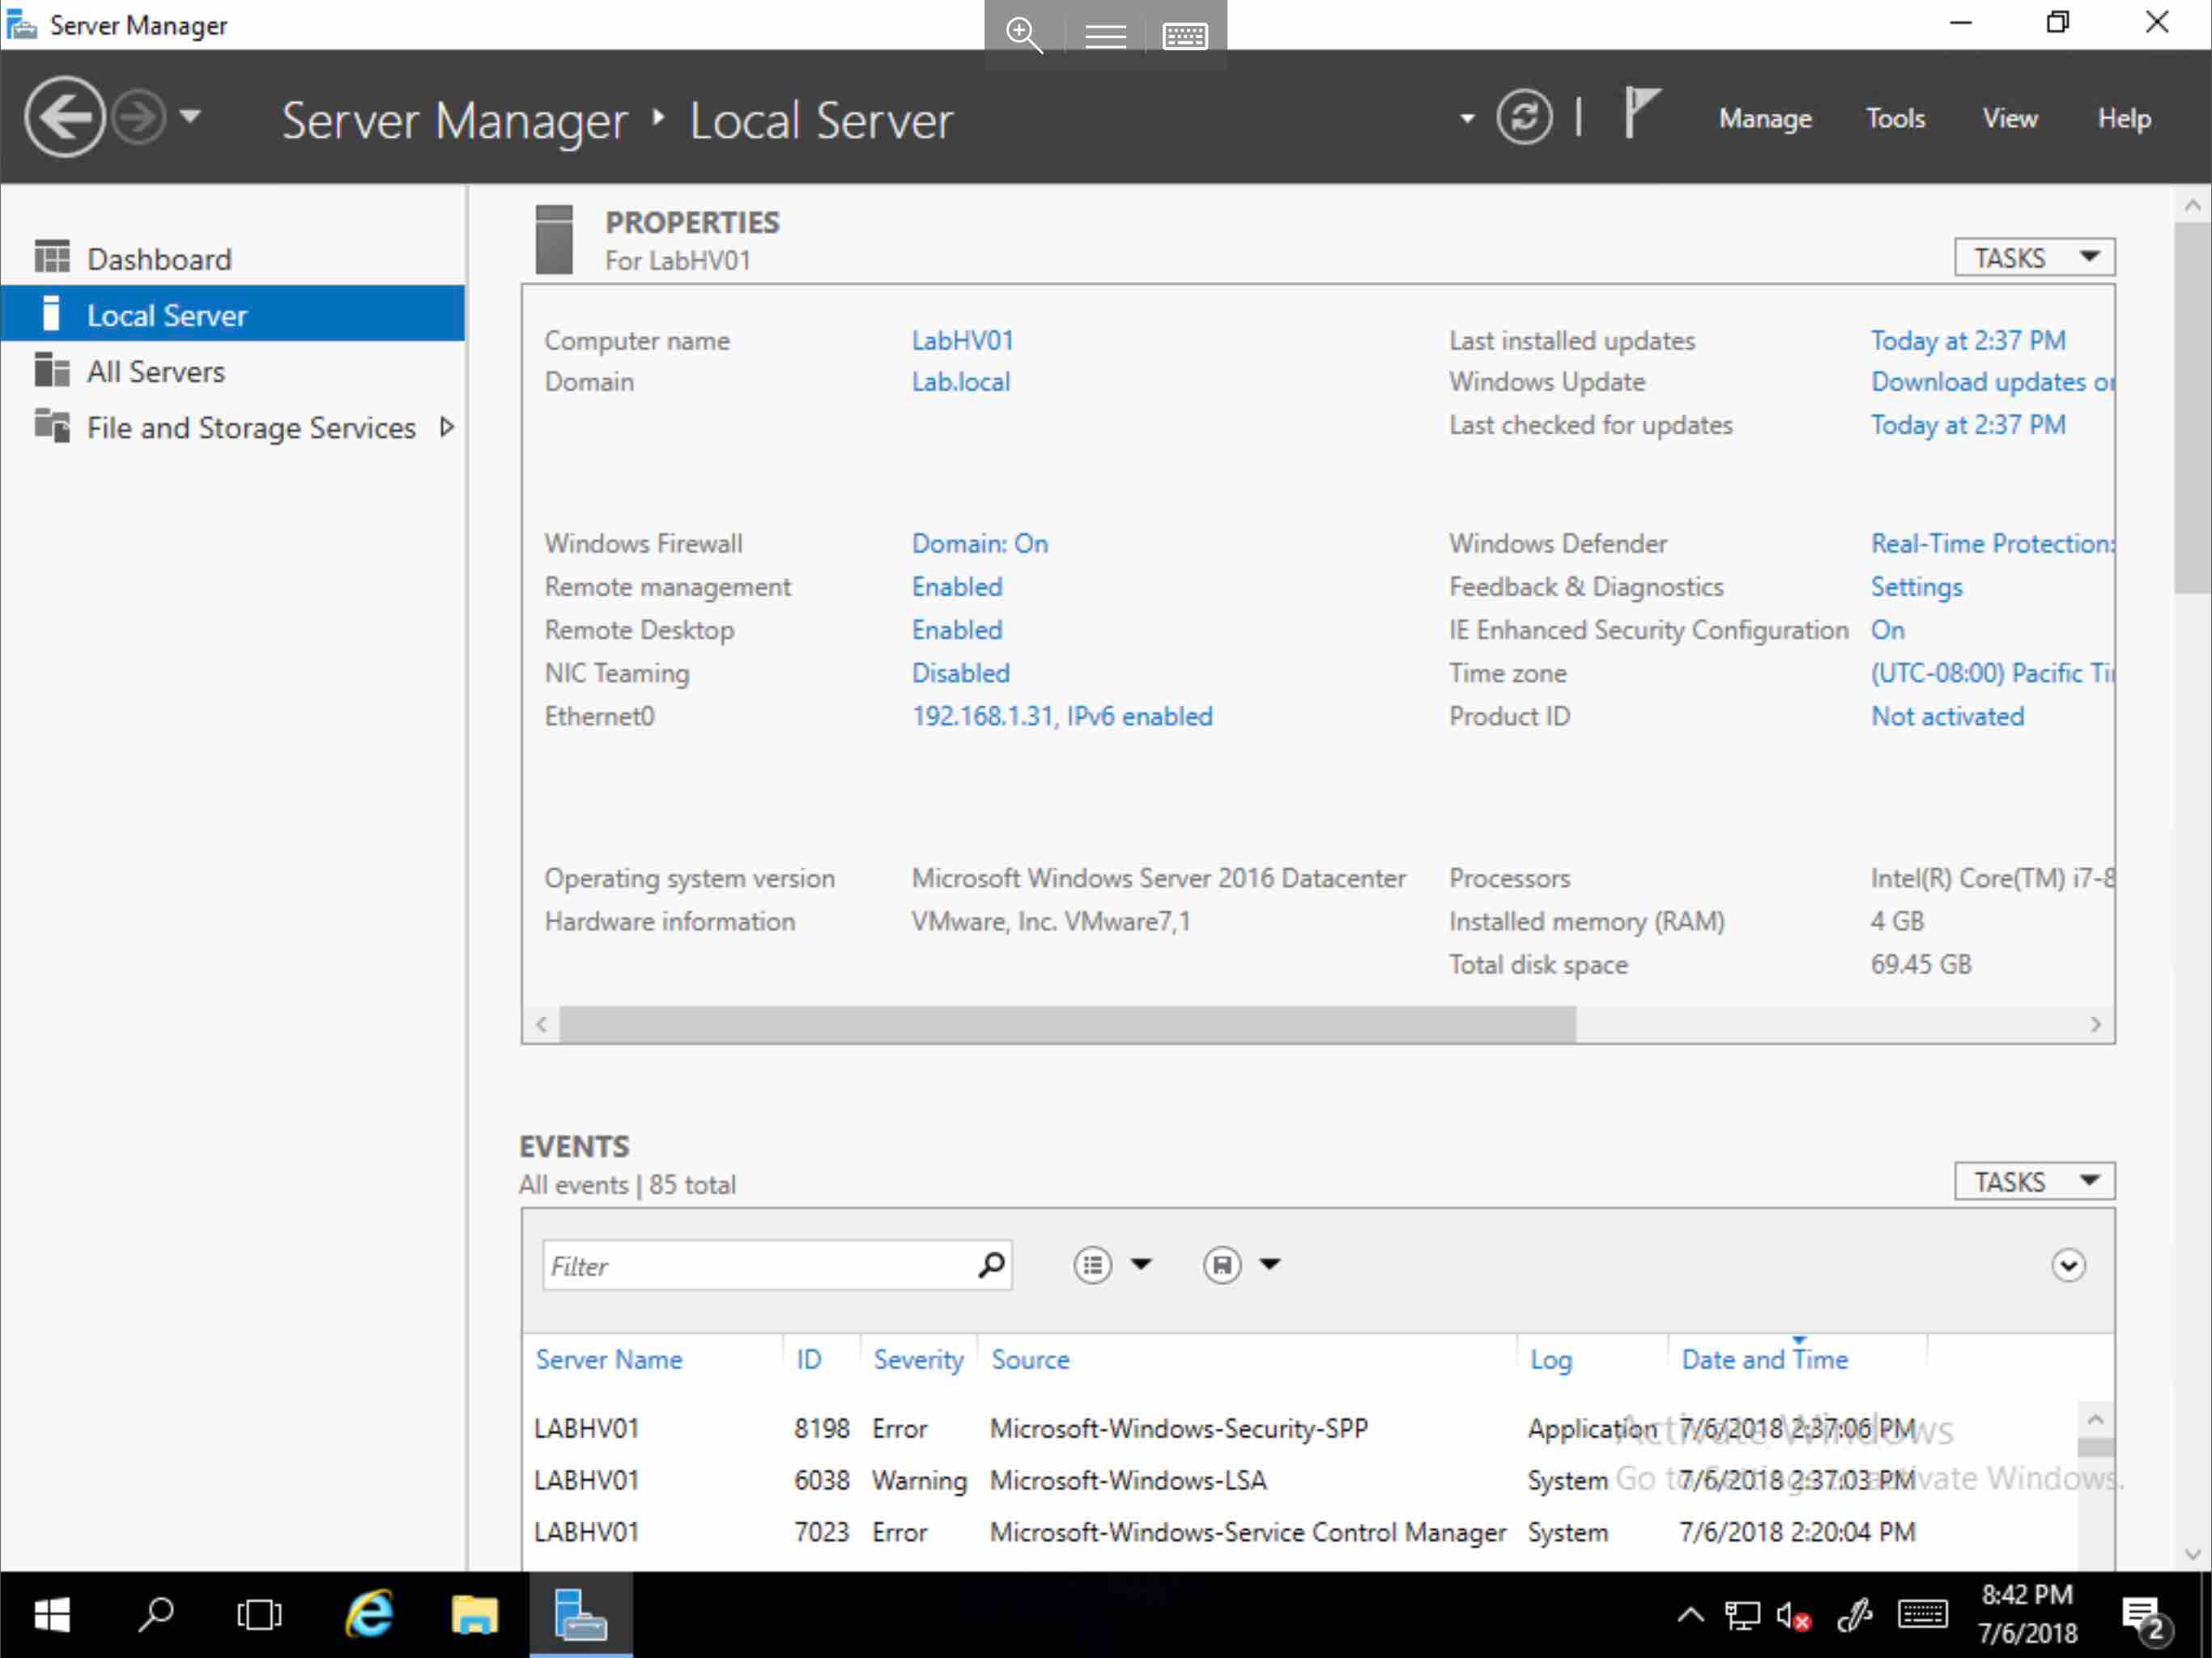 Server Manager
Server Manager ‣ Local Server
Manage Tools View Help
Dashboard
Local Server
All Servers
File and Storage Services
PROPERTIES
For LabHV01
TASKS
Computer name LabHV01 Last installed updates Today at 2:37 PM
Domain Lab.local Windows Update Download updates or
Last checked for updates Today at 2:37 PM
Windows Firewall Domain: On Windows Defender Real-Time Protection:
Remote management Enabled Feedback & Diagnostics Settings
Remote Desktop Enabled IE Enhanced Security Configuration On
NIC Teaming Disabled Time zone (UTC-08:00) Pacific Ti
Ethernet0 192.168.1.31, IPv6 enabled Product ID Not activated
Operating system version Microsoft Windows Server 2016 Datacenter Processors Intel(R) Core(TM) i7-8
Hardware information VMware, Inc. VMware7,1 Installed memory (RAM) 4 GB
Total disk space 69.45 GB
EVENTS
All events | 85 total
TASKS
Filter
Server Name ID Severity Source Log Date and Time
LABHV01 8198 Error Microsoft-Windows-Security-SPP Application 7/6/2018 2:37:06 PM
Activate Windows
LABHV01 6038 Warning Microsoft-Windows-LSA System 7/6/2018 2:37:03 PM
Go to Settings to activate Windows.
LABHV01 7023 Error Microsoft-Windows-Service Control Manager System 7/6/2018 2:20:04 PM
8:42 PM
7/6/2018
2